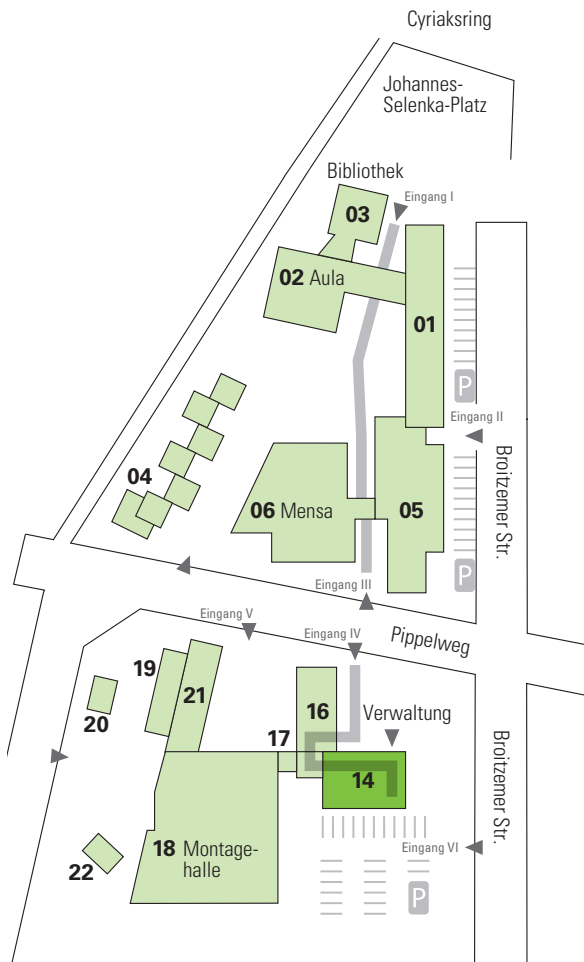 Cyriaksring
Johannes-
Selenka-Platz
Bibliothek
Eingang I
03
02 Aula
01
P
Eingang II
04
06 Mensa
05
Broitzemer Str.
P
Eingang III
Eingang V
Eingang IV
Pippelweg
19
21
20
16
17
Verwaltung
14
Broitzemer Str.
18 Montage-
halle
Eingang VI
22
P